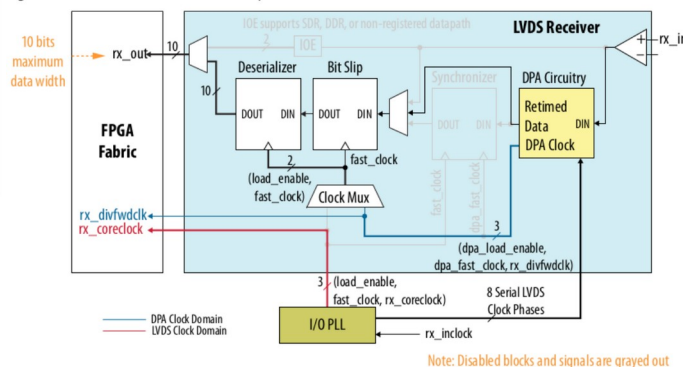 IOE supports SDR, DDR, or non-registered datapath
LVDS Receiver
10 bits
maximum
data width
rx_out
10
2
IOE
+
-
rx_in
Deserializer
Bit Slip
Synchronizer
DPA Circuitry
10
DOUT
DIN
DOUT
DIN
DOUT
DIN
Retimed
Data
DIN
DPA Clock
FPGA
Fabric
2
(load_enable,
fast_clock)
fast_clock
Clock Mux
fast_clock
dpa_fast_clock
rx_divfwdclk
rx_coreclock
3
(dpa_load_enable,
dpa_fast_clock, rx_divfwdclk)
3
(load_enable,
fast_clock, rx_coreclock)
8 Serial LVDS
Clock Phases
DPA Clock Domain
LVDS Clock Domain
I/O PLL
rx_inclock
Note: Disabled blocks and signals are grayed out